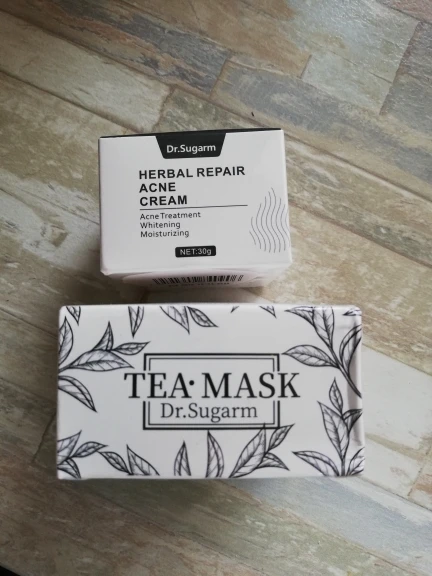 Dr.Sugarm
HERBAL REPAIR
ACNE
CREAM
Acne Treatment
Whitening
Moisturizing
NET:30g
TEA·MASK
Dr.Sugarm